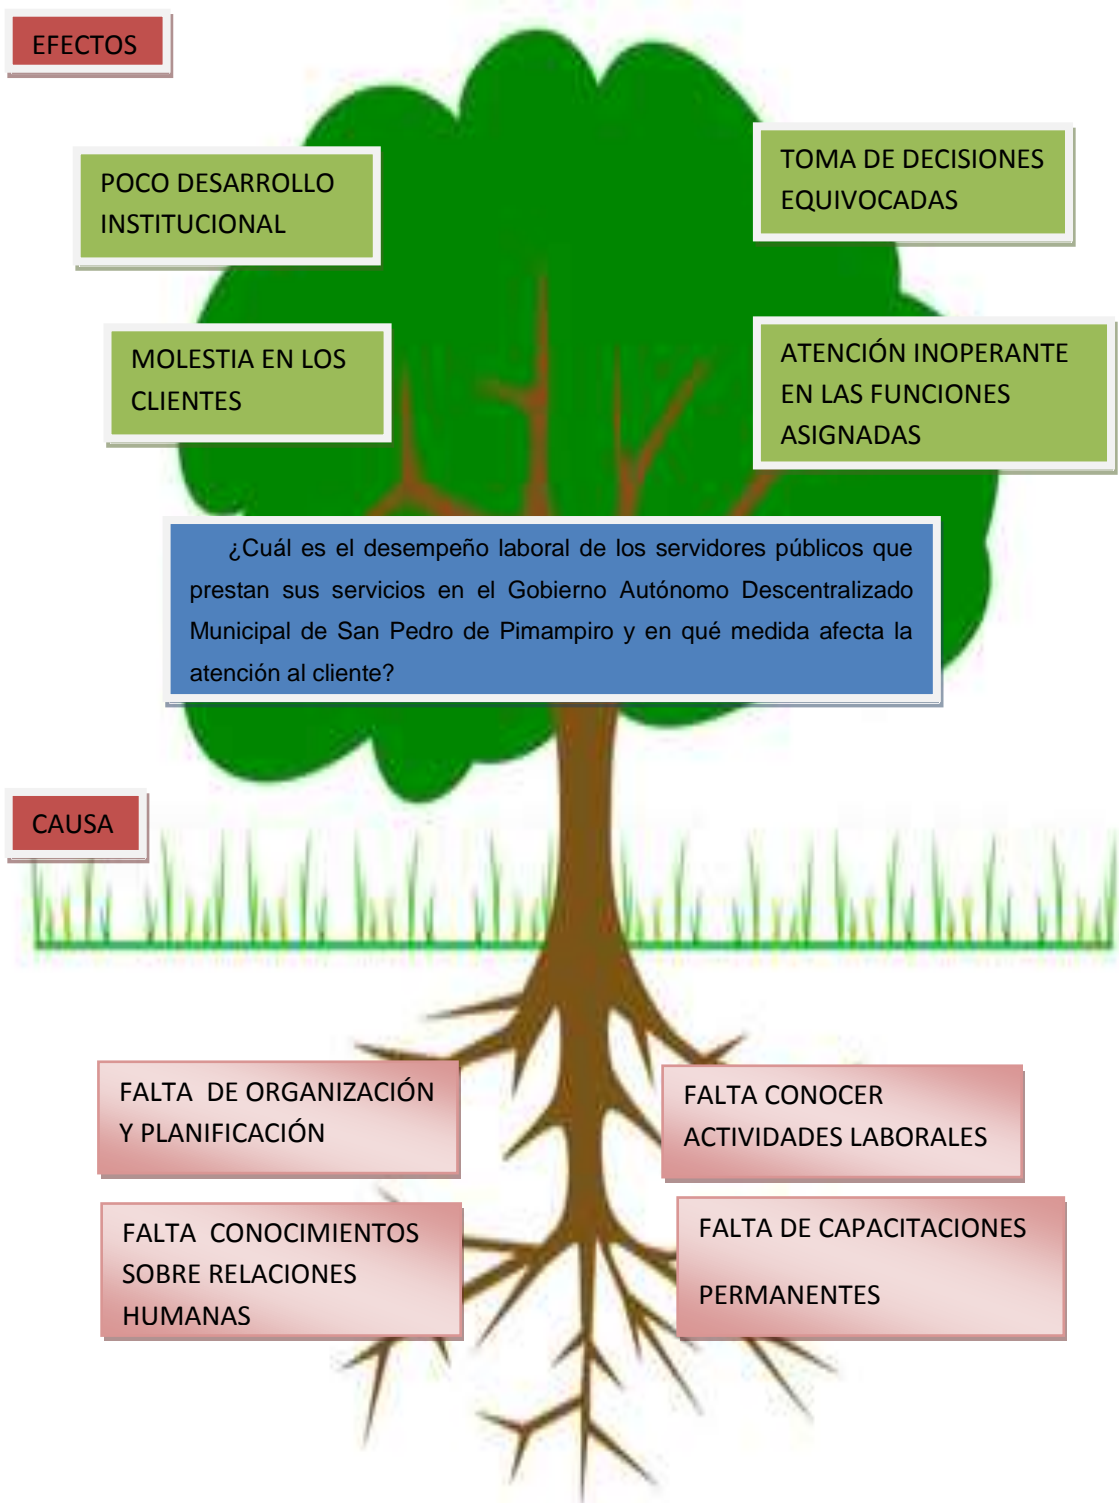 EFECTOS
POCO DESARROLLO
INSTITUCIONAL
TOMA DE DECISIONES
EQUIVOCADAS
MOLESTIA EN LOS
CLIENTES
ATENCIÓN INOPERANTE
EN LAS FUNCIONES
ASIGNADAS
¿Cuál es el desempeño laboral de los servidores públicos que
prestan sus servicios en el Gobierno Autónomo Descentralizado
Municipal de San Pedro de Pimampiro y en qué medida afecta la
atención al cliente?
CAUSA
FALTA DE ORGANIZACIÓN
Y PLANIFICACIÓN
FALTA CONOCER
ACTIVIDADES LABORALES
FALTA CONOCIMIENTOS
SOBRE RELACIONES
HUMANAS
FALTA DE CAPACITACIONES
PERMANENTES